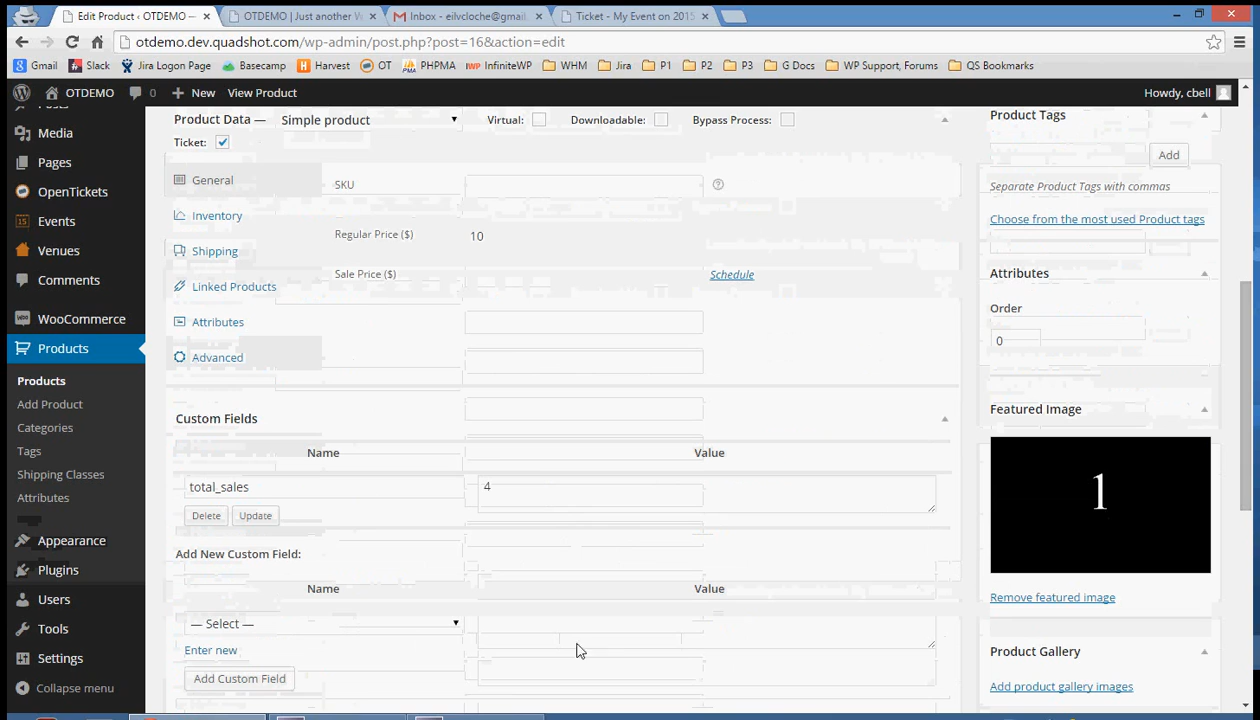 Edit Product ‹ OTDEMO —
OTDEMO | Just another W
Inbox - eilvcloche@gmail
Ticket - My Event on 2015
otdemo.dev.quadshot.com/wp-admin/post.php?post=16&action=edit
Gmail
Slack
Jira Logon Page
Basecamp
Harvest
OT
PHPMA
InfiniteWP
WHM
Jira
P1
P2
P3
G Docs
WP Support, Forums
QS Bookmarks
OTDEMO
0
New
View Product
Howdy, cbell
Media
Pages
OpenTickets
Events
Venues
Comments
WooCommerce
Products
Products
Add Product
Categories
Tags
Shipping Classes
Attributes
Appearance
Plugins
Users
Tools
Settings
Collapse menu
Product Data —
Simple product
Virtual:
Downloadable:
Bypass Process:
Ticket:
General
Inventory
Shipping
Linked Products
Attributes
Advanced
SKU
Regular Price ($)
10
Sale Price ($)
Schedule
Custom Fields
Name
Value
total_sales
4
Delete
Update
Add New Custom Field:
Name
Value
— Select —
Enter new
Add Custom Field
Product Tags
Add
Separate Product Tags with commas
Choose from the most used Product tags
Attributes
Order
0
Featured Image
1
Remove featured image
Product Gallery
Add product gallery images